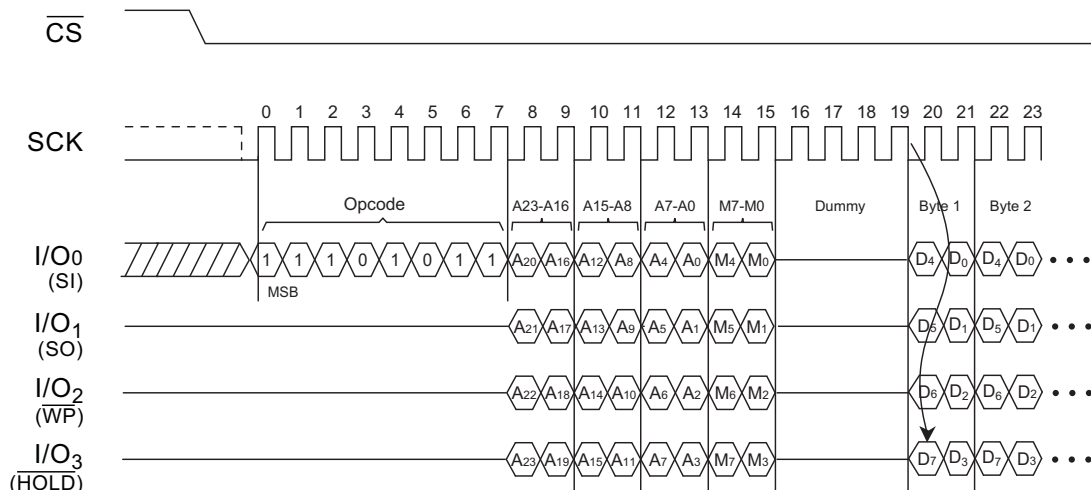 CS
0 1 2 3 4 5 6 7 8 9 10 11 12 13 14 15 16 17 18 19 20 21 22 23
SCK
Opcode A23-A16 A15-A8 A7-A0 M7-M0 Dummy Byte 1 Byte 2
I/O0 1 1 1 0 1 0 1 1 A20 A16 A12 A8 A4 A0 M4 M0 D4 D0 D4 D0 • • •
(SI)
MSB
I/O1 A21 A17 A13 A9 A5 A1 M5 M1 D5 D1 D5 D1 • • •
(SO)
I/O2 A22 A18 A14 A10 A6 A2 M6 M2 D6 D2 D6 D2 • • •
(WP)
I/O3 A23 A19 A15 A11 A7 A3 M7 M3 D7 D3 D7 D3 • • •
(HOLD)